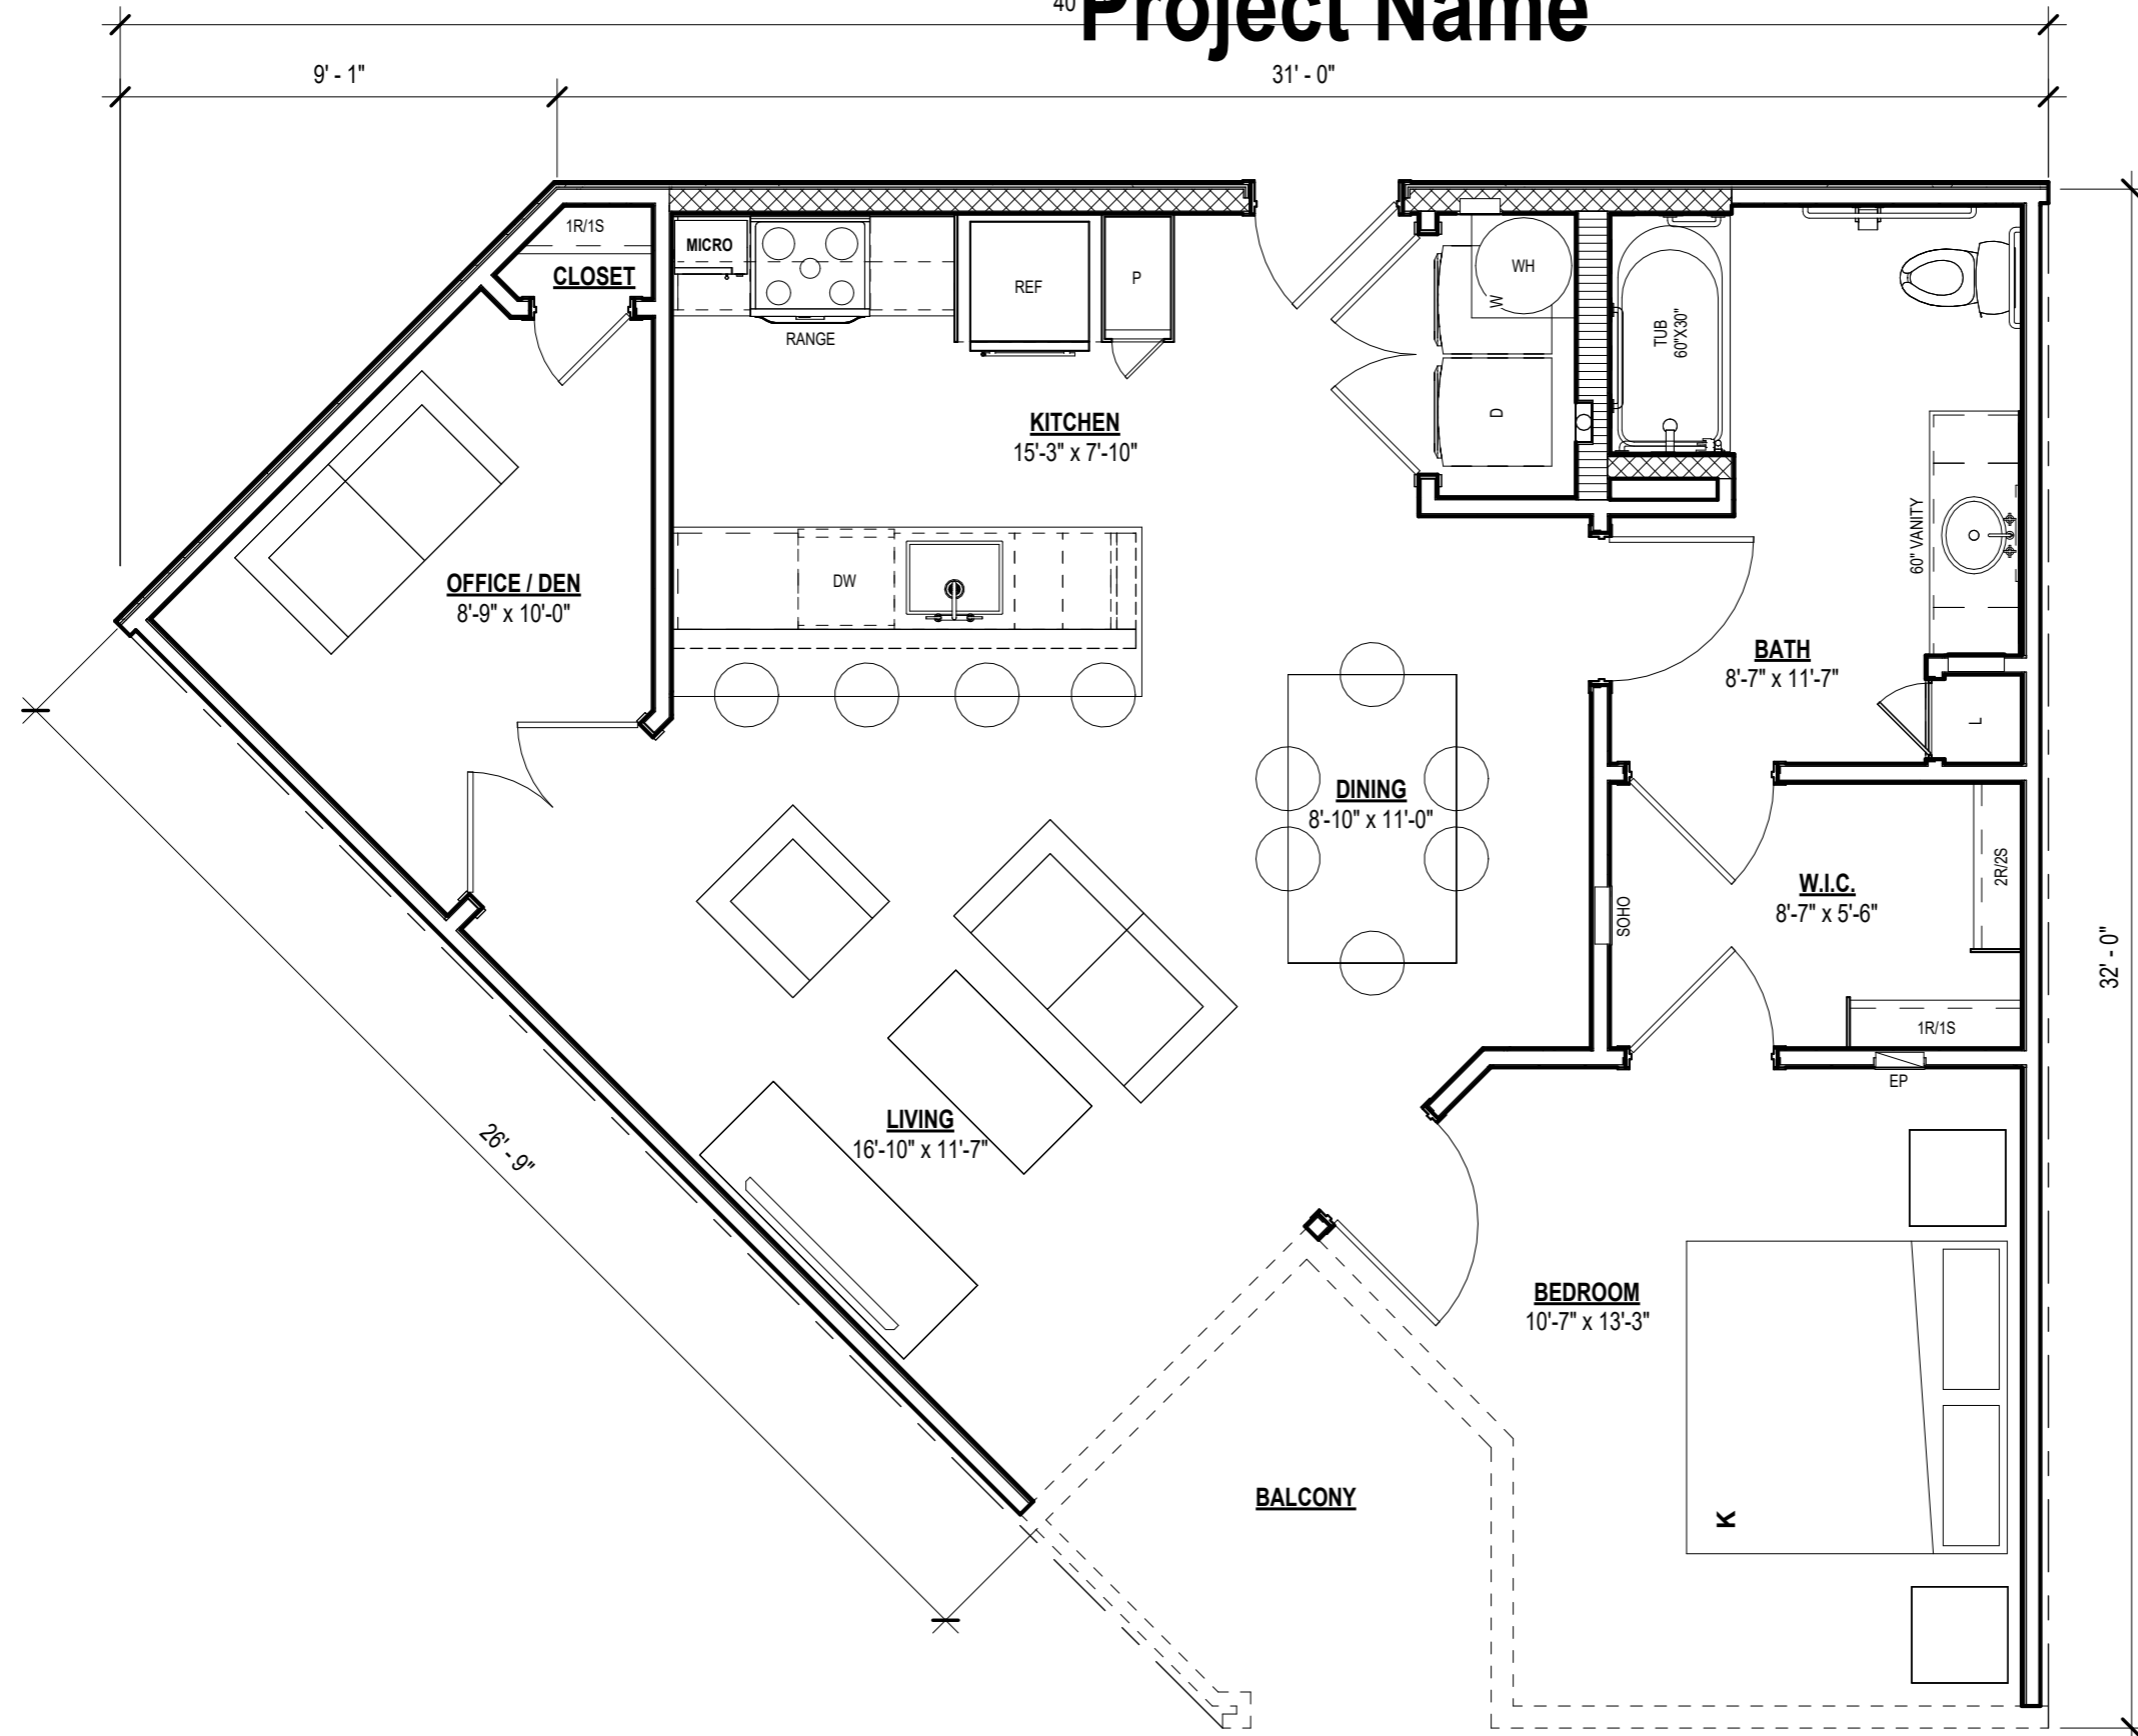 40'
Project Name
9' - 1"
31' - 0"
1R/1S
CLOSET
MICRO
RANGE
REF
P
WH
W
D
TUB
60"X30"
KITCHEN
15'-3" x 7'-10"
OFFICE / DEN
8'-9" x 10'-0"
DW
60" VANITY
BATH
8'-7" x 11'-7"
L
DINING
8'-10" x 11'-0"
2R/2S
W.I.C.
8'-7" x 5'-6"
SOHO
32' - 0"
1R/1S
EP
LIVING
16'-10" x 11'-7"
26' - 9"
BEDROOM
10'-7" x 13'-3"
BALCONY
K